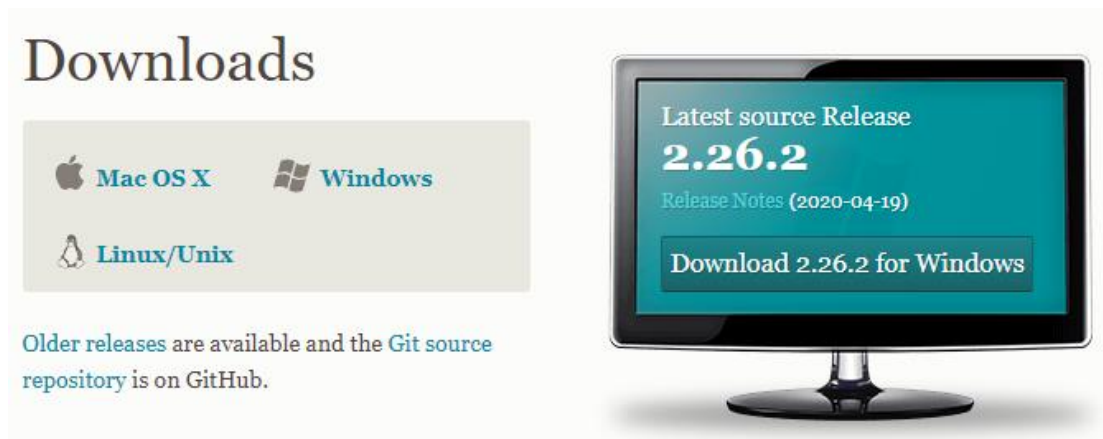 Downloads
Mac OS X
Windows
Linux/Unix
Older releases are available and the Git source
repository is on GitHub.
Latest source Release
2.26.2
Release Notes (2020-04-19)
Download 2.26.2 for Windows